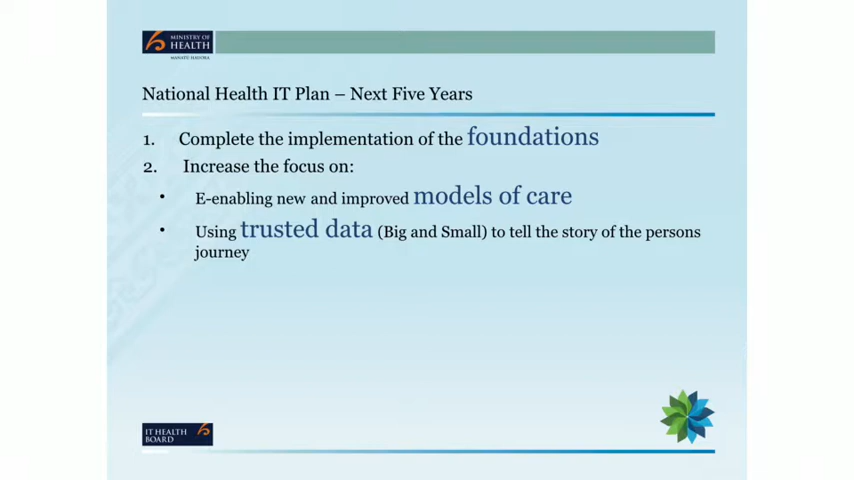 MINISTRY OF
HEALTH
MANATŪ HAUORA
National Health IT Plan – Next Five Years
1. Complete the implementation of the foundations
2. Increase the focus on:
• E-enabling new and improved models of care
• Using trusted data (Big and Small) to tell the story of the persons
journey
IT HEALTH
BOARD